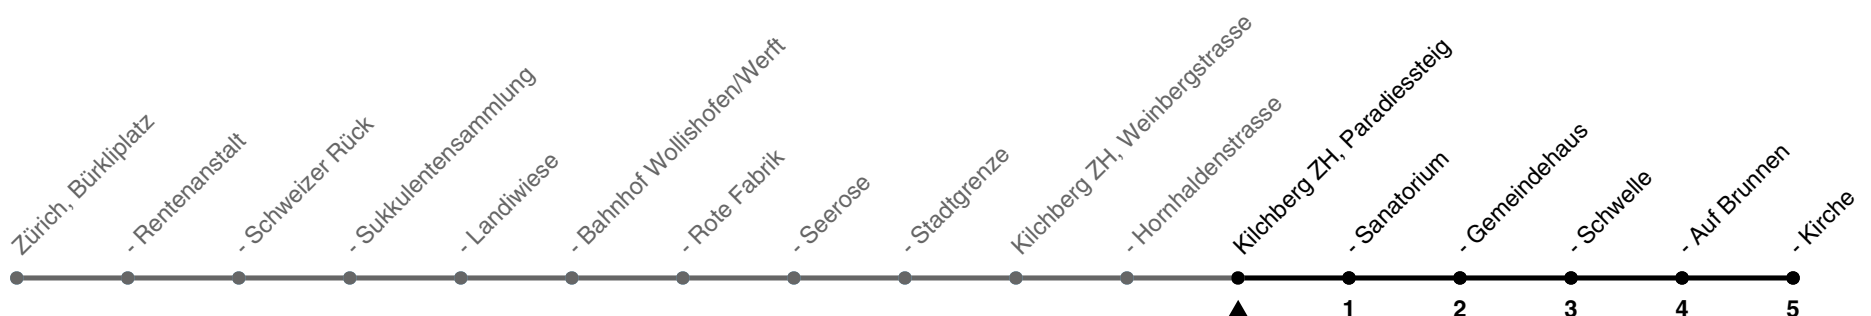 Zürich, Bürkliplatz
- Rentenanstalt
- Schweizer Rück
- Sukkulentensammlung
- Landiwiese
- Bahnhof Wollishofen/Werft
- Rote Fabrik
- Seerose
- Stadtgrenze
Kilchberg ZH, Weinbergstrasse
- Hornhaldenstrasse
Kilchberg ZH, Paradiessteig
- Sanatorium
- Gemeindehaus
- Schwelle
- Auf Brunnen
- Kirche
1
2
3
4
5